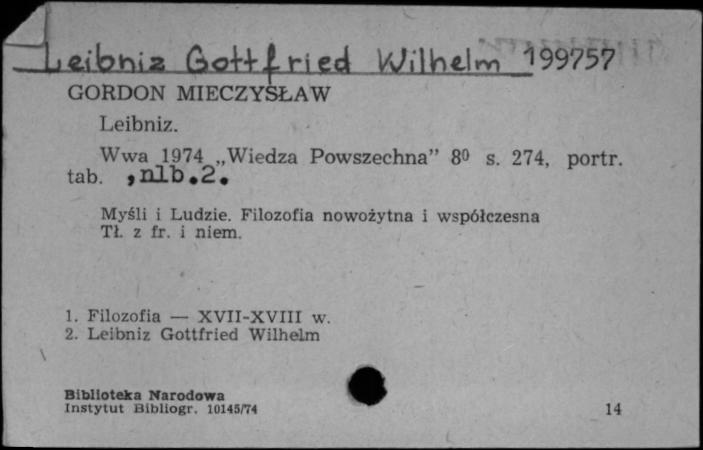 Leibniz Gottfried Wilhelm 199757
GORDON MIECZYSŁAW
Leibniz.
Wwa 1974 „Wiedza Powszechna” 8⁰ s. 274, portr.
tab. , nlb.2.
Myśli i Ludzie. Filozofia nowożytna i współczesna
Tł. z fr. i niem.
1. Filozofia — XVII-XVIII w.
2. Leibniz Gottfried Wilhelm
Biblioteka Narodowa
Instytut Bibliogr. 10145/74 14